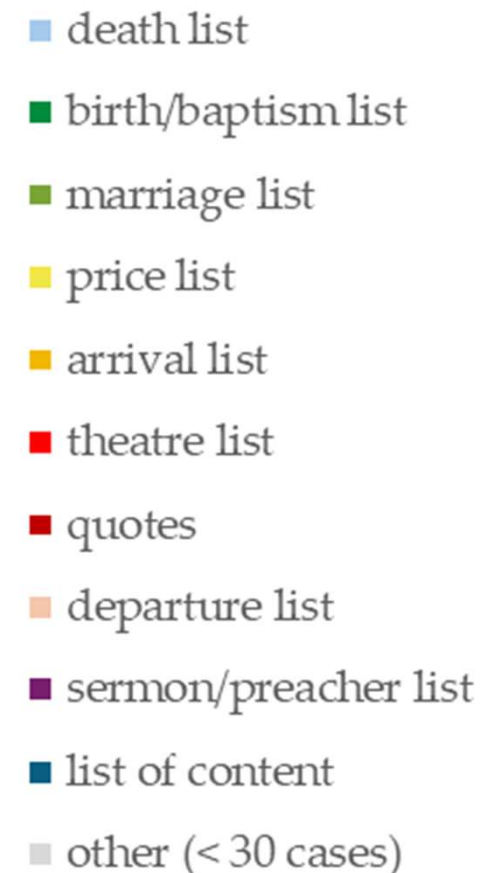 death list
birth/baptism list
marriage list
price list
arrival list
theatre list
quotes
departure list
sermon/preacher list
list of content
other (< 30 cases)